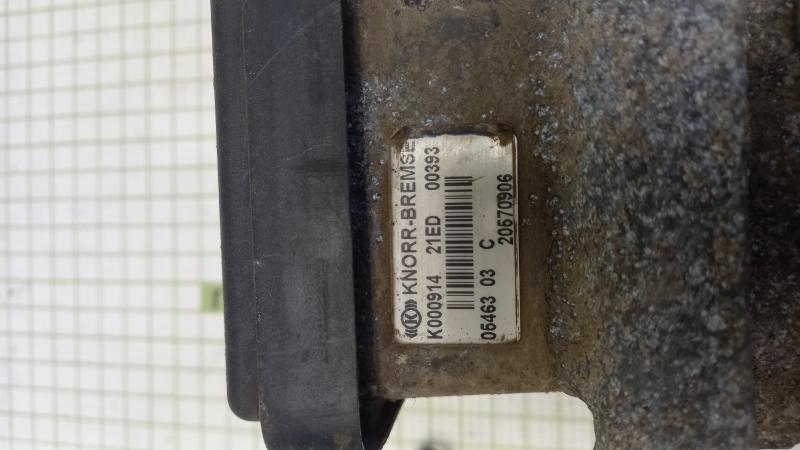 KNORR-BREMSE
K000914 21ED 00393
05463 03 C
20570906